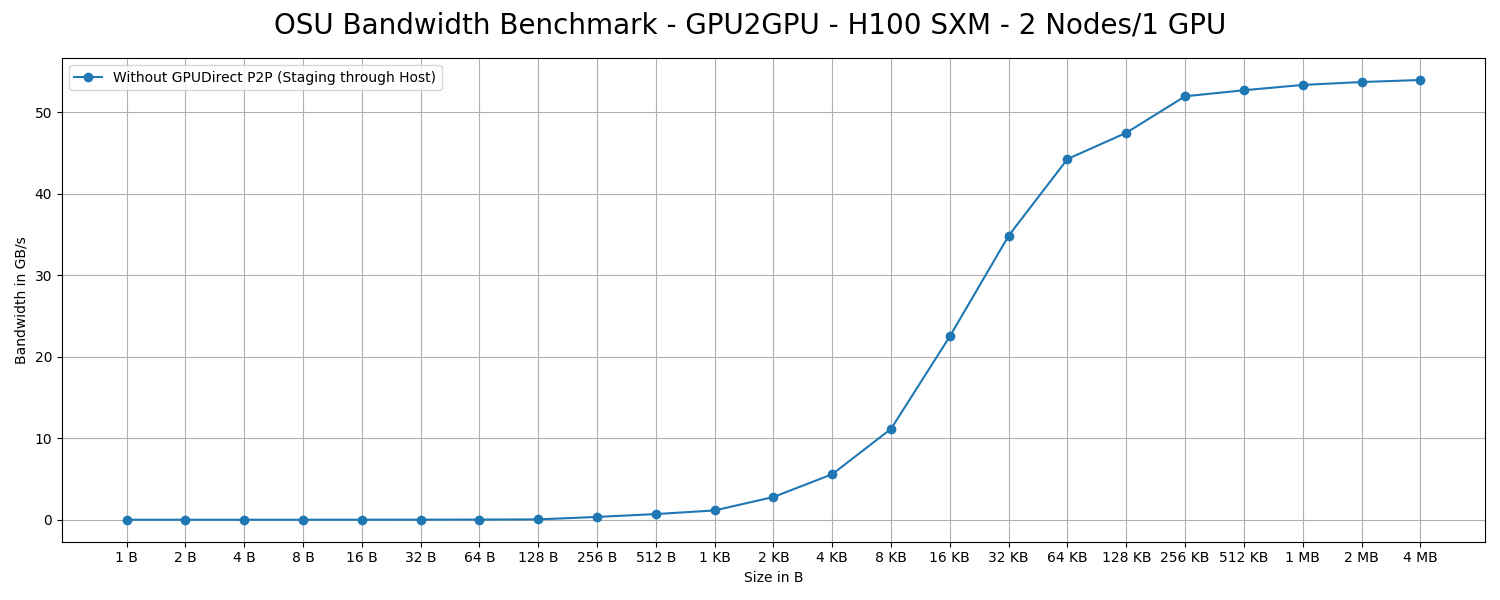 OSU Bandwidth Benchmark - GPU2GPU - H100 SXM - 2 Nodes/1 GPU
Without GPUDirect P2P (Staging through Host)
Bandwidth in GB/s
50
40
30
20
10
0
1 B 2 B 4 B 8 B 16 B 32 B 64 B 128 B 256 B 512 B 1 KB 2 KB 4 KB 8 KB 16 KB 32 KB 64 KB 128 KB 256 KB 512 KB 1 MB 2 MB 4 MB
Size in B